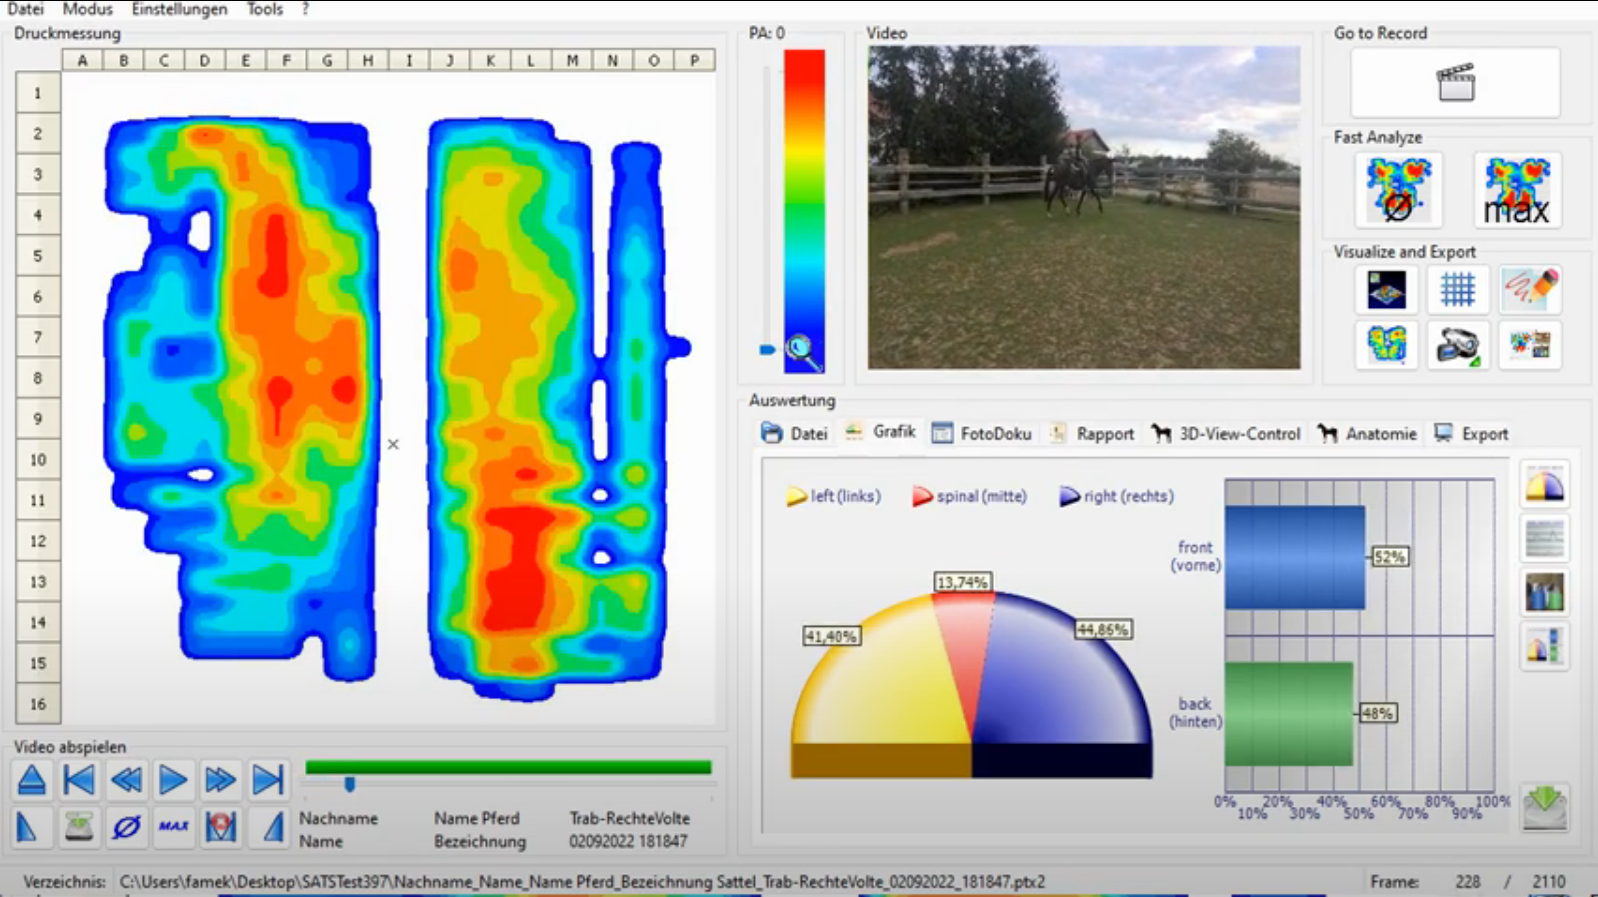 Datei Modus Einstellungen Tools ?
Druckmessung
A B C D E F G H I J K L M N O P
1
2
3
4
5
6
7
8
9
10
11
12
13
14
15
16
PA: 0
Video
Go to Record
Fast Analyze
Ø max
Visualize and Export
Auswertung
Datei Grafik FotoDoku Rapport 3D-View-Control Anatomie Export
left (links) spinal (mitte) right (rechts)
13,74%
41,40%
44,86%
front
(vorne)
52%
back
(hinten)
48%
0% 20% 40% 60% 80% 100%
10% 30% 50% 70% 90%
Video abspielen
Ø MAX
Nachname Name Pferd Trab-RechteVolte
Name Bezeichnung 02092022 181847
Verzeichnis: C:\Users\famek\Desktop\SATSTest397\Nachname_Name_Name Pferd_Bezeichnung Sattel_Trab-RechteVolte_02092022_181847.ptx2
Frame: 228 / 2110